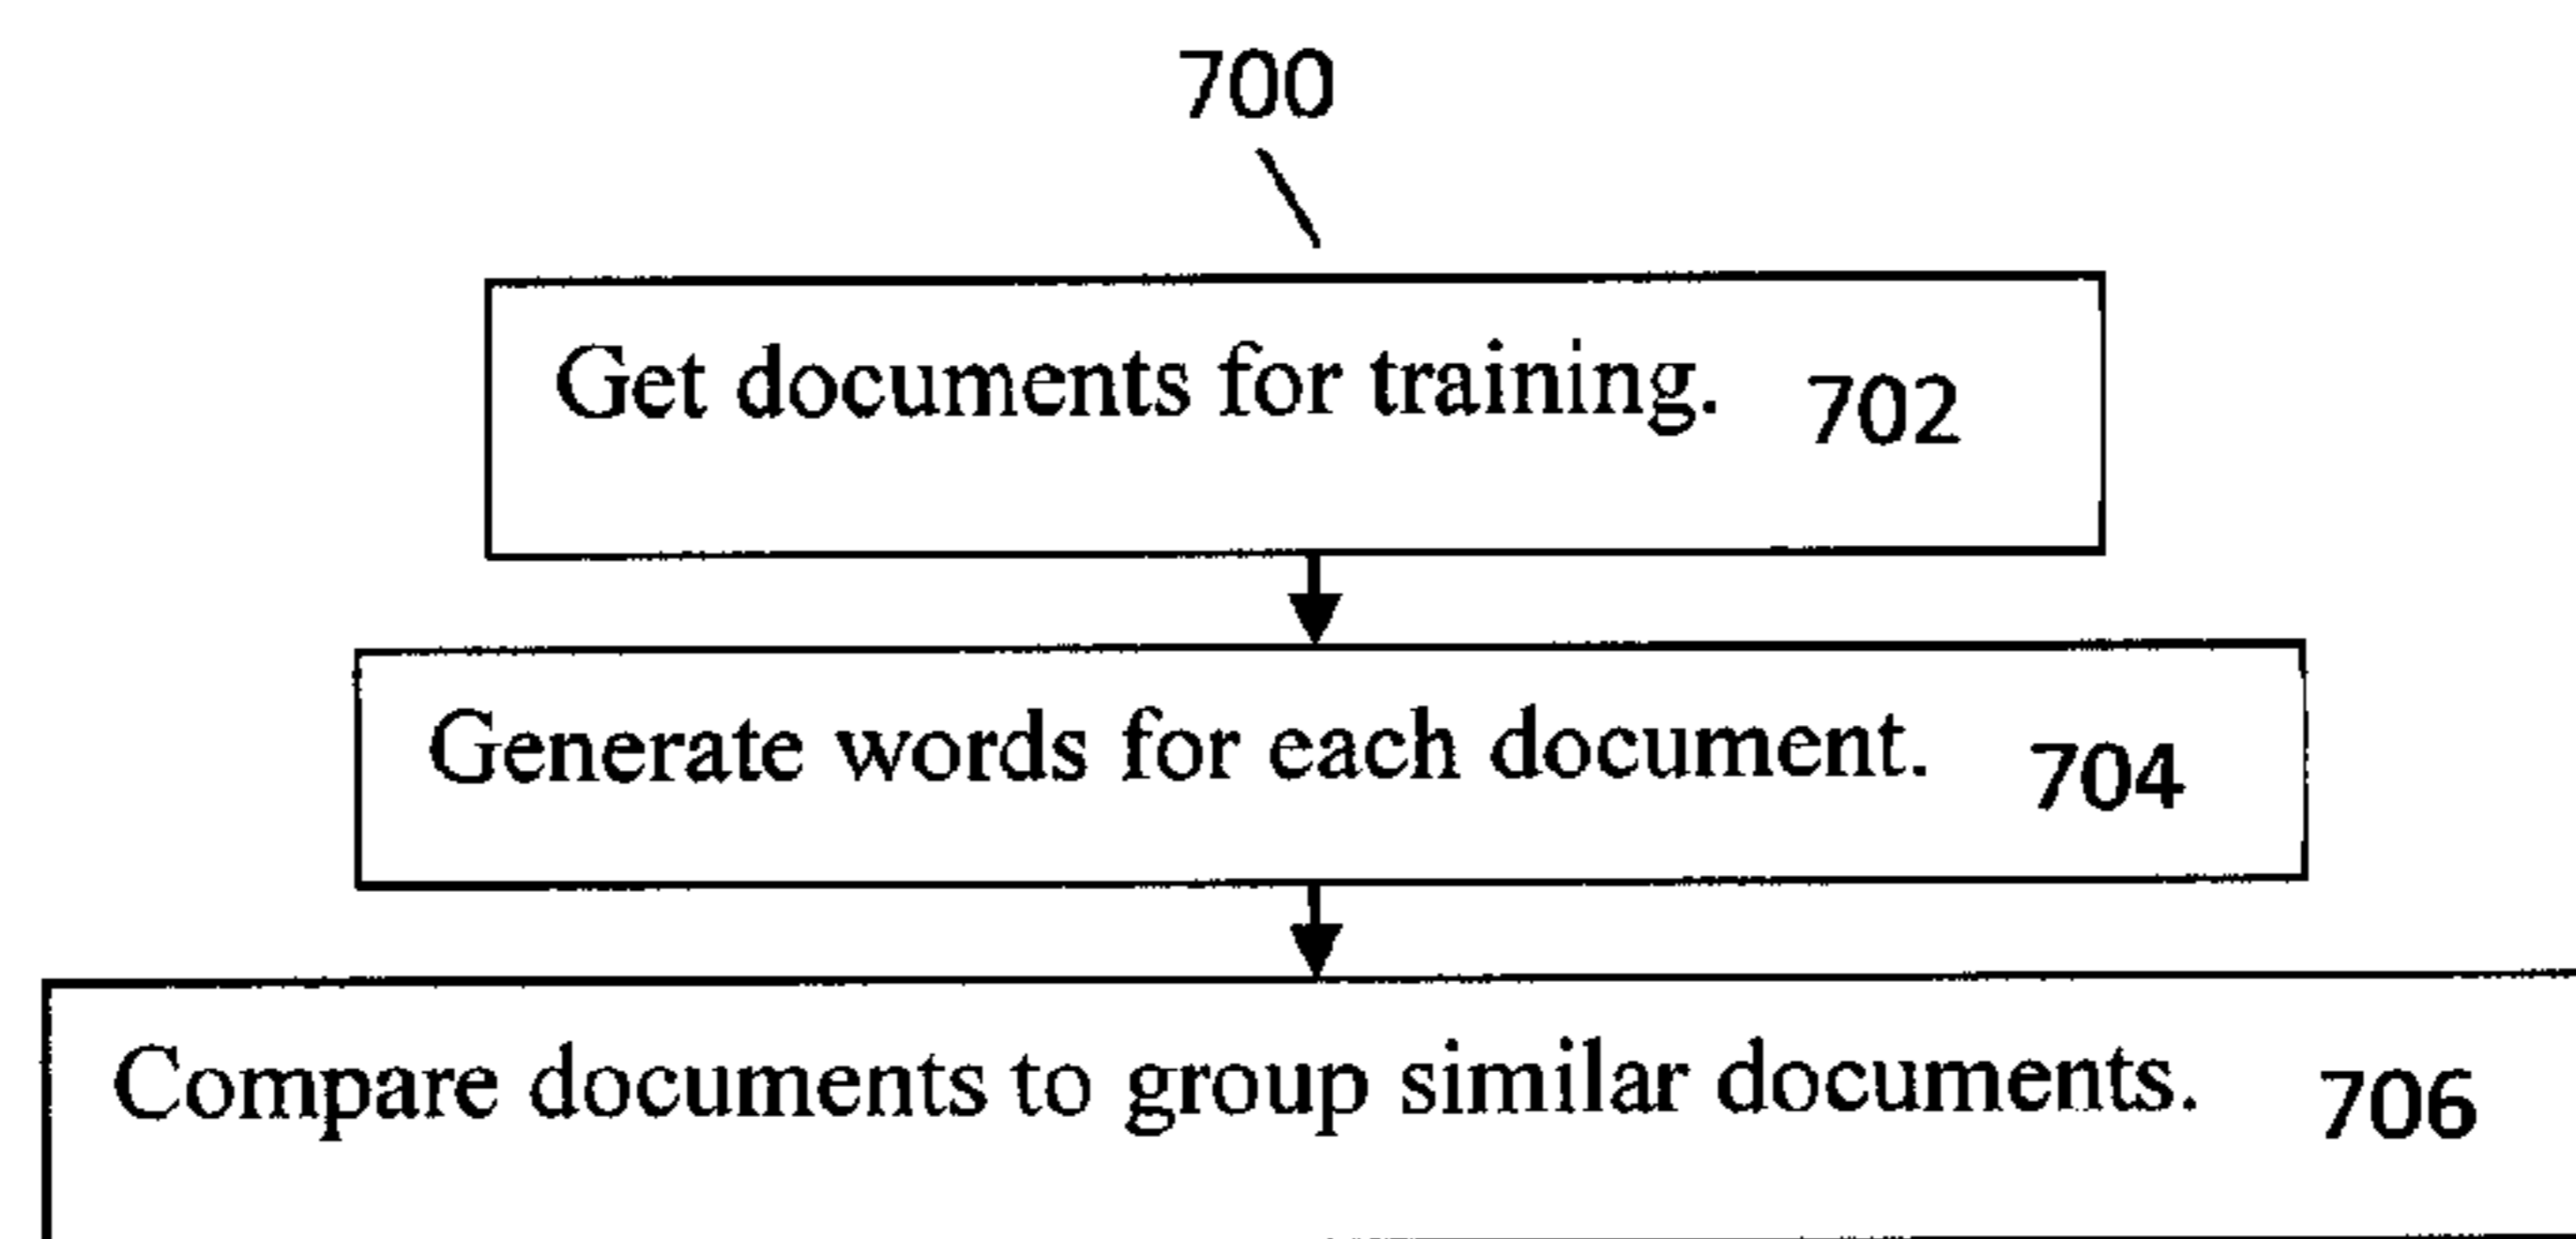 700
Get documents for training. 702
Generate words for each document. 704
Compare documents to group similar documents. 706